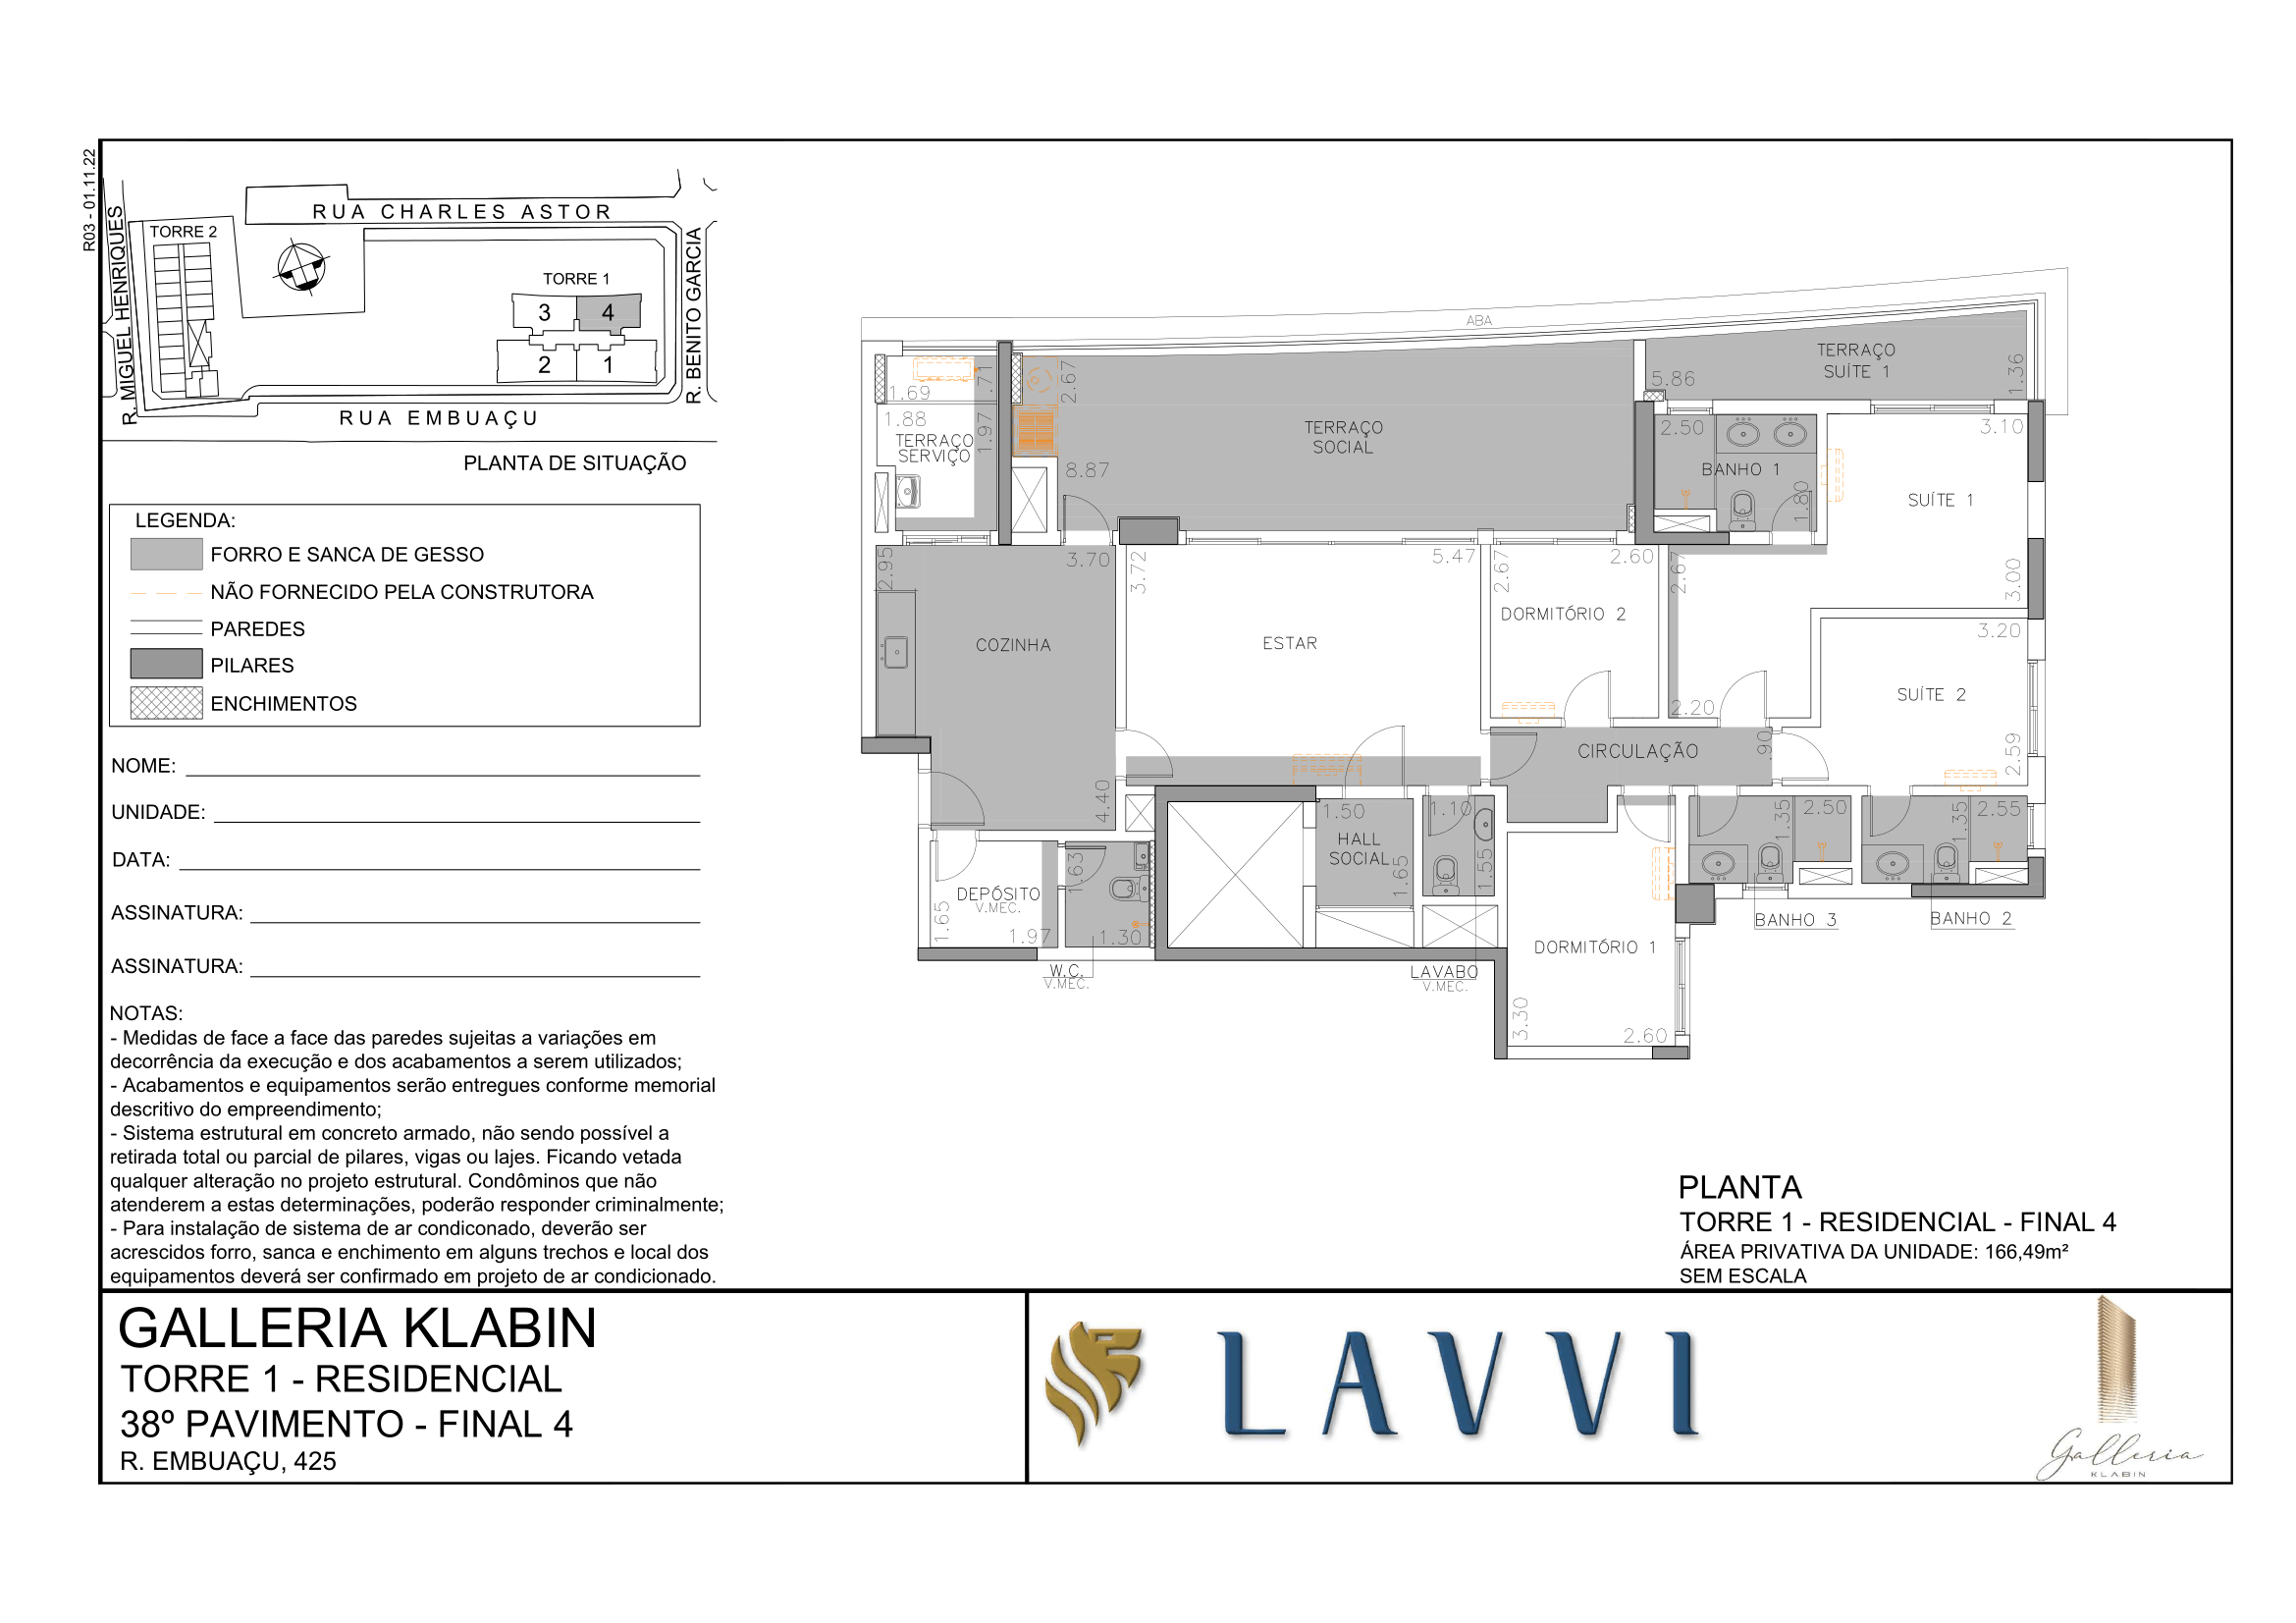 R03 - 01.11.22
RUA CHARLES ASTOR
R. MIGUEL HENRIQUES
TORRE 2
R. BENITO GARCIA
TORRE 1
3
4
2
1
RUA EMBUAÇU
PLANTA DE SITUAÇÃO
LEGENDA:
FORRO E SANCA DE GESSO
NÃO FORNECIDO PELA CONSTRUTORA
PAREDES
PILARES
ENCHIMENTOS
NOME:
UNIDADE:
DATA:
ASSINATURA:
ASSINATURA:
NOTAS:
- Medidas de face a face das paredes sujeitas a variações em
decorrência da execução e dos acabamentos a serem utilizados;
- Acabamentos e equipamentos serão entregues conforme memorial
descritivo do empreendimento;
- Sistema estrutural em concreto armado, não sendo possível a
retirada total ou parcial de pilares, vigas ou lajes. Ficando vetada
qualquer alteração no projeto estrutural. Condôminos que não
atenderem a estas determinações, poderão responder criminalmente;
- Para instalação de sistema de ar condiconado, deverão ser
acrescidos forro, sanca e enchimento em alguns trechos e local dos
equipamentos deverá ser confirmado em projeto de ar condicionado.
ABA
1.69
.71
1.88
1.97
TERRAÇO
SERVIÇO
2.67
8.87
TERRAÇO
SOCIAL
TERRAÇO
SUÍTE 1
5.86
1.36
2.50
BANHO 1
1.80
3.10
SUÍTE 1
3.00
2.95
3.70
COZINHA
4.40
3.72
5.47
ESTAR
2.67
2.60
DORMITÓRIO 2
2.67
2.20
3.20
SUÍTE 2
2.59
CIRCULAÇÃO
.90
DEPÓSITO
V.MEC.
1.65
1.97
1.63
1.30
W.C.
V.MEC.
1.50
HALL
SOCIAL
1.65
1.10
1.55
LAVABO
V.MEC.
DORMITÓRIO 1
3.30
2.60
1.35
2.50
BANHO 3
1.35
2.55
BANHO 2
PLANTA
TORRE 1 - RESIDENCIAL - FINAL 4
ÁREA PRIVATIVA DA UNIDADE: 166,49m²
SEM ESCALA
GALLERIA KLABIN
TORRE 1 - RESIDENCIAL
38º PAVIMENTO - FINAL 4
R. EMBUAÇU, 425
LAVVI
Galleria
KLABIN